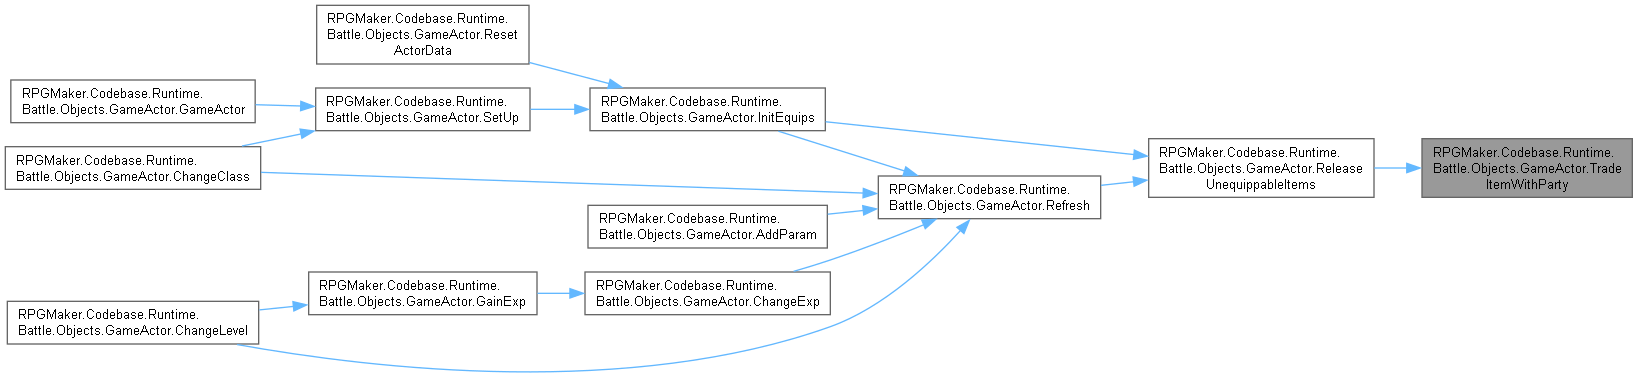 RPGMaker.Codebase.Runtime.
Battle.Objects.GameActor.Reset
ActorData
RPGMaker.Codebase.Runtime.
Battle.Objects.GameActor.GameActor
RPGMaker.Codebase.Runtime.
Battle.Objects.GameActor.SetUp
RPGMaker.Codebase.Runtime.
Battle.Objects.GameActor.InitEquips
RPGMaker.Codebase.Runtime.
Battle.Objects.GameActor.ChangeClass
RPGMaker.Codebase.Runtime.
Battle.Objects.GameActor.Release
UnequippableItems
RPGMaker.Codebase.Runtime.
Battle.Objects.GameActor.Trade
ItemWithParty
RPGMaker.Codebase.Runtime.
Battle.Objects.GameActor.Refresh
RPGMaker.Codebase.Runtime.
Battle.Objects.GameActor.AddParam
RPGMaker.Codebase.Runtime.
Battle.Objects.GameActor.GainExp
RPGMaker.Codebase.Runtime.
Battle.Objects.GameActor.ChangeExp
RPGMaker.Codebase.Runtime.
Battle.Objects.GameActor.ChangeLevel